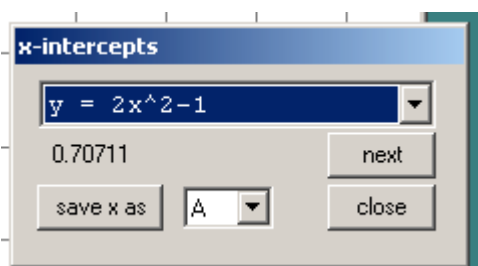 x-intercepts
y = 2x^2-1
0.70711 next
save x as A close